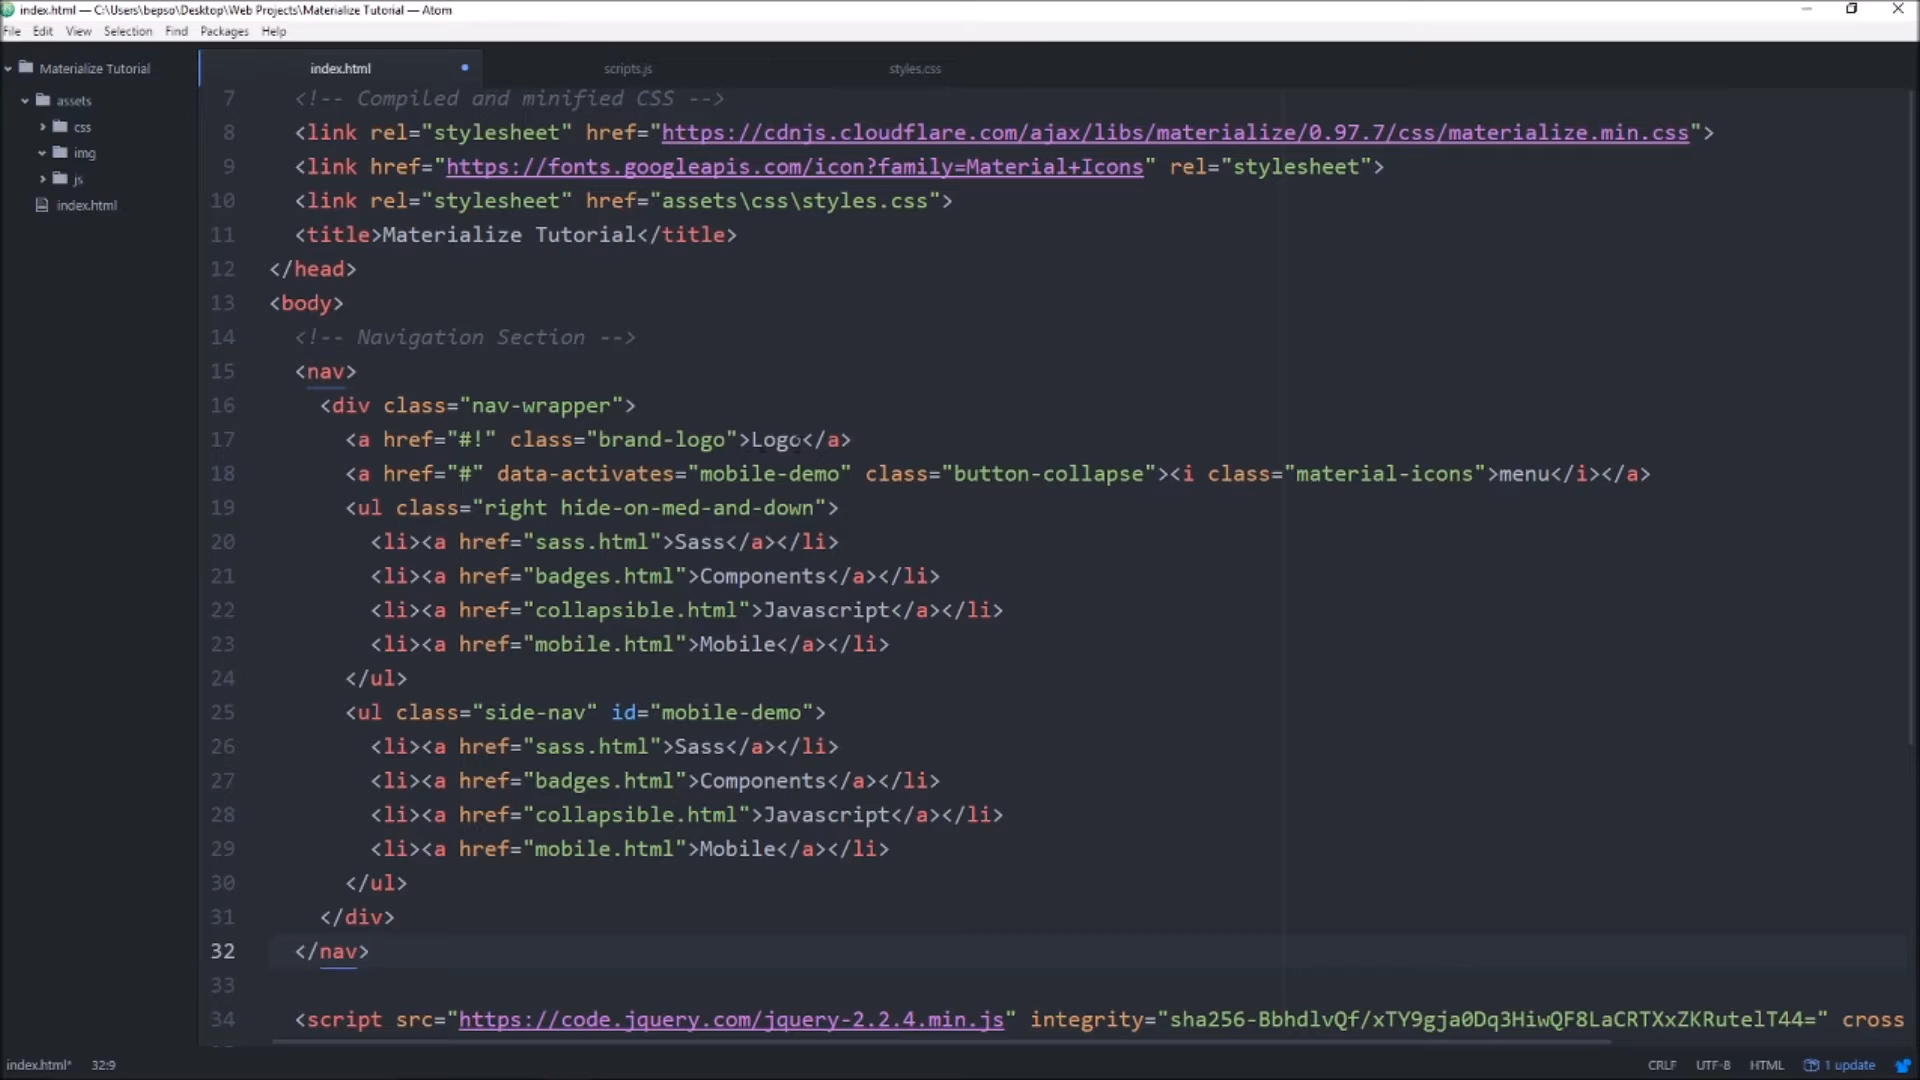 index.html — C:\Users\bepso\Desktop\Web Projects\Materialize Tutorial — Atom
File Edit View Selection Find Packages Help
Materialize Tutorial
assets
css
img
js
index.html
index.html scripts.js styles.css
7 <!-- Compiled and minified CSS -->
8 <link rel="stylesheet" href="https://cdnjs.cloudflare.com/ajax/libs/materialize/0.97.7/css/materialize.min.css">
9 <link href="https://fonts.googleapis.com/icon?family=Material+Icons" rel="stylesheet">
10 <link rel="stylesheet" href="assets\css\styles.css">
11 <title>Materialize Tutorial</title>
12 </head>
13 <body>
14 <!-- Navigation Section -->
15 <nav>
16 <div class="nav-wrapper">
17 <a href="#!" class="brand-logo">Logo</a>
18 <a href="#" data-activates="mobile-demo" class="button-collapse"><i class="material-icons">menu</i></a>
19 <ul class="right hide-on-med-and-down">
20 <li><a href="sass.html">Sass</a></li>
21 <li><a href="badges.html">Components</a></li>
22 <li><a href="collapsible.html">Javascript</a></li>
23 <li><a href="mobile.html">Mobile</a></li>
24 </ul>
25 <ul class="side-nav" id="mobile-demo">
26 <li><a href="sass.html">Sass</a></li>
27 <li><a href="badges.html">Components</a></li>
28 <li><a href="collapsible.html">Javascript</a></li>
29 <li><a href="mobile.html">Mobile</a></li>
30 </ul>
31 </div>
32 </nav>
33
34 <script src="https://code.jquery.com/jquery-2.2.4.min.js" integrity="sha256-BbhdlvQf/xTY9gja0Dq3HiwQF8LaCRTXxZKRutelT44=" cross
index.html* 32:9 CRLF UTF-8 HTML 1 update